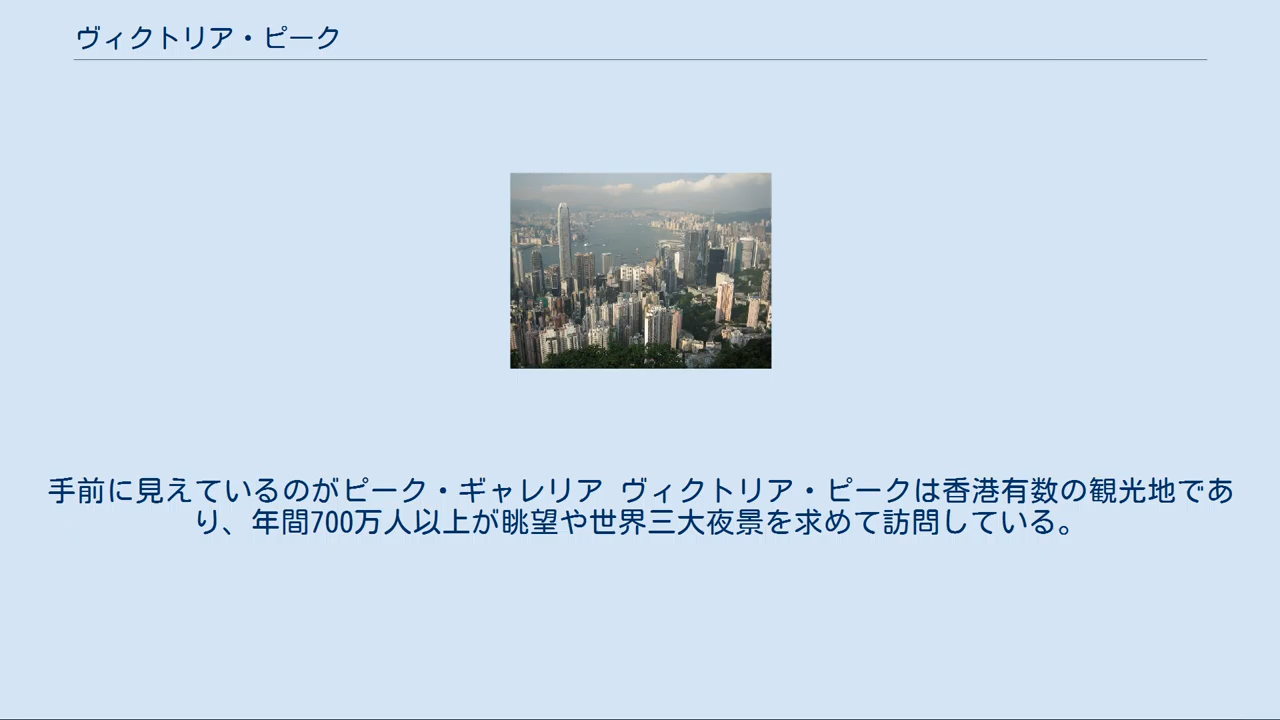 ヴィクトリア・ピーク
手前に見えているのがピーク・ギャレリア ヴィクトリア・ピークは香港有数の観光地であ
り、年間700万人以上が眺望や世界三大夜景を求めて訪問している。